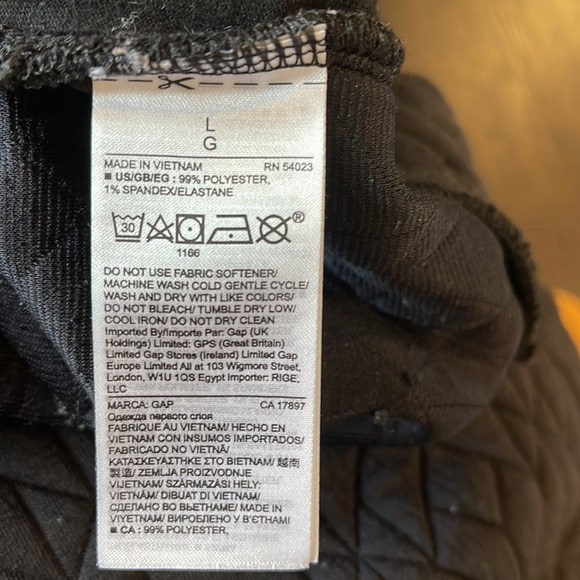 L
G
MADE IN VIETNAM RN 54023
■ US/GB/EG : 99% POLYESTER,
1% SPANDEX/ELASTANE
30
®
1166
DO NOT USE FABRIC SOFTENER/
MACHINE WASH COLD GENTLE CYCLE/
WASH AND DRY WITH LIKE COLORS/
DO NOT BLEACH/ TUMBLE DRY LOW/
COOL IRON/ DO NOT DRY CLEAN
Imported By/Importe Par: Gap (UK
Holdings) Limited: GPS (Great Britain)
Limited Gap Stores (Ireland) Limited Gap
Europe Limited All at 103 Wigmore Street,
London, W1U 1QS Egypt Importer: RIGE,
LLC
MARCA: GAP CA 17897
Одежда первого слоя
FABRIQUE AU VIETNAM/ HECHO EN
VIETNAM CON INSUMOS IMPORTADOS/
FABRICADO NO VIETNÃ/
ΚΑΤΑΣΚΕΥΑΣΤΗΚΕ ΣΤΟ ΒΙΕΤΝΑΜ/ 越南
製造/ ZEMLJA PROIZVODNJE
VIJETNAM/ SZÁRMAZÁSI HELY:
VIETNÁM/ DIBUAT DI VIETNAM/
СДЕЛАНО ВО ВЬЕТНАМЕ/ MADE IN
VIYETNAM/ ВИРОБЛЕНО У В'ЄТНАМІ
■ CA : 99% POLYESTER,